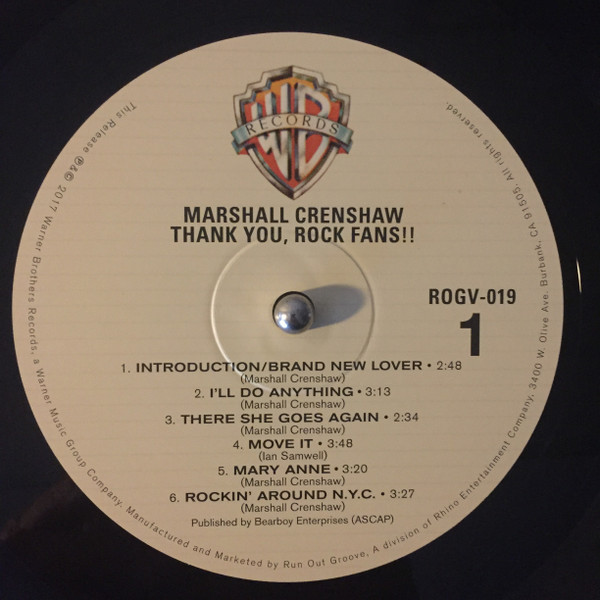 WB
RECORDS
MARSHALL CRENSHAW
THANK YOU, ROCK FANS!!
ROGV-019
1
1. INTRODUCTION/BRAND NEW LOVER • 2:48
(Marshall Crenshaw)
2. I'LL DO ANYTHING • 3:13
(Marshall Crenshaw)
3. THERE SHE GOES AGAIN • 2:34
(Marshall Crenshaw)
4. MOVE IT • 3:48
(Ian Samwell)
5. MARY ANNE • 3:20
(Marshall Crenshaw)
6. ROCKIN' AROUND N.Y.C. • 3:27
(Marshall Crenshaw)
Published by Bearboy Enterprises (ASCAP)
This Release ℗&© 2017 Warner Brothers Records, a Warner Music Group Company. Manufactured and Marketed by Run Out Groove, A division of Rhino Entertainment Company, 3400 W. Olive Ave. Burbank, CA 91505. All rights reserved.